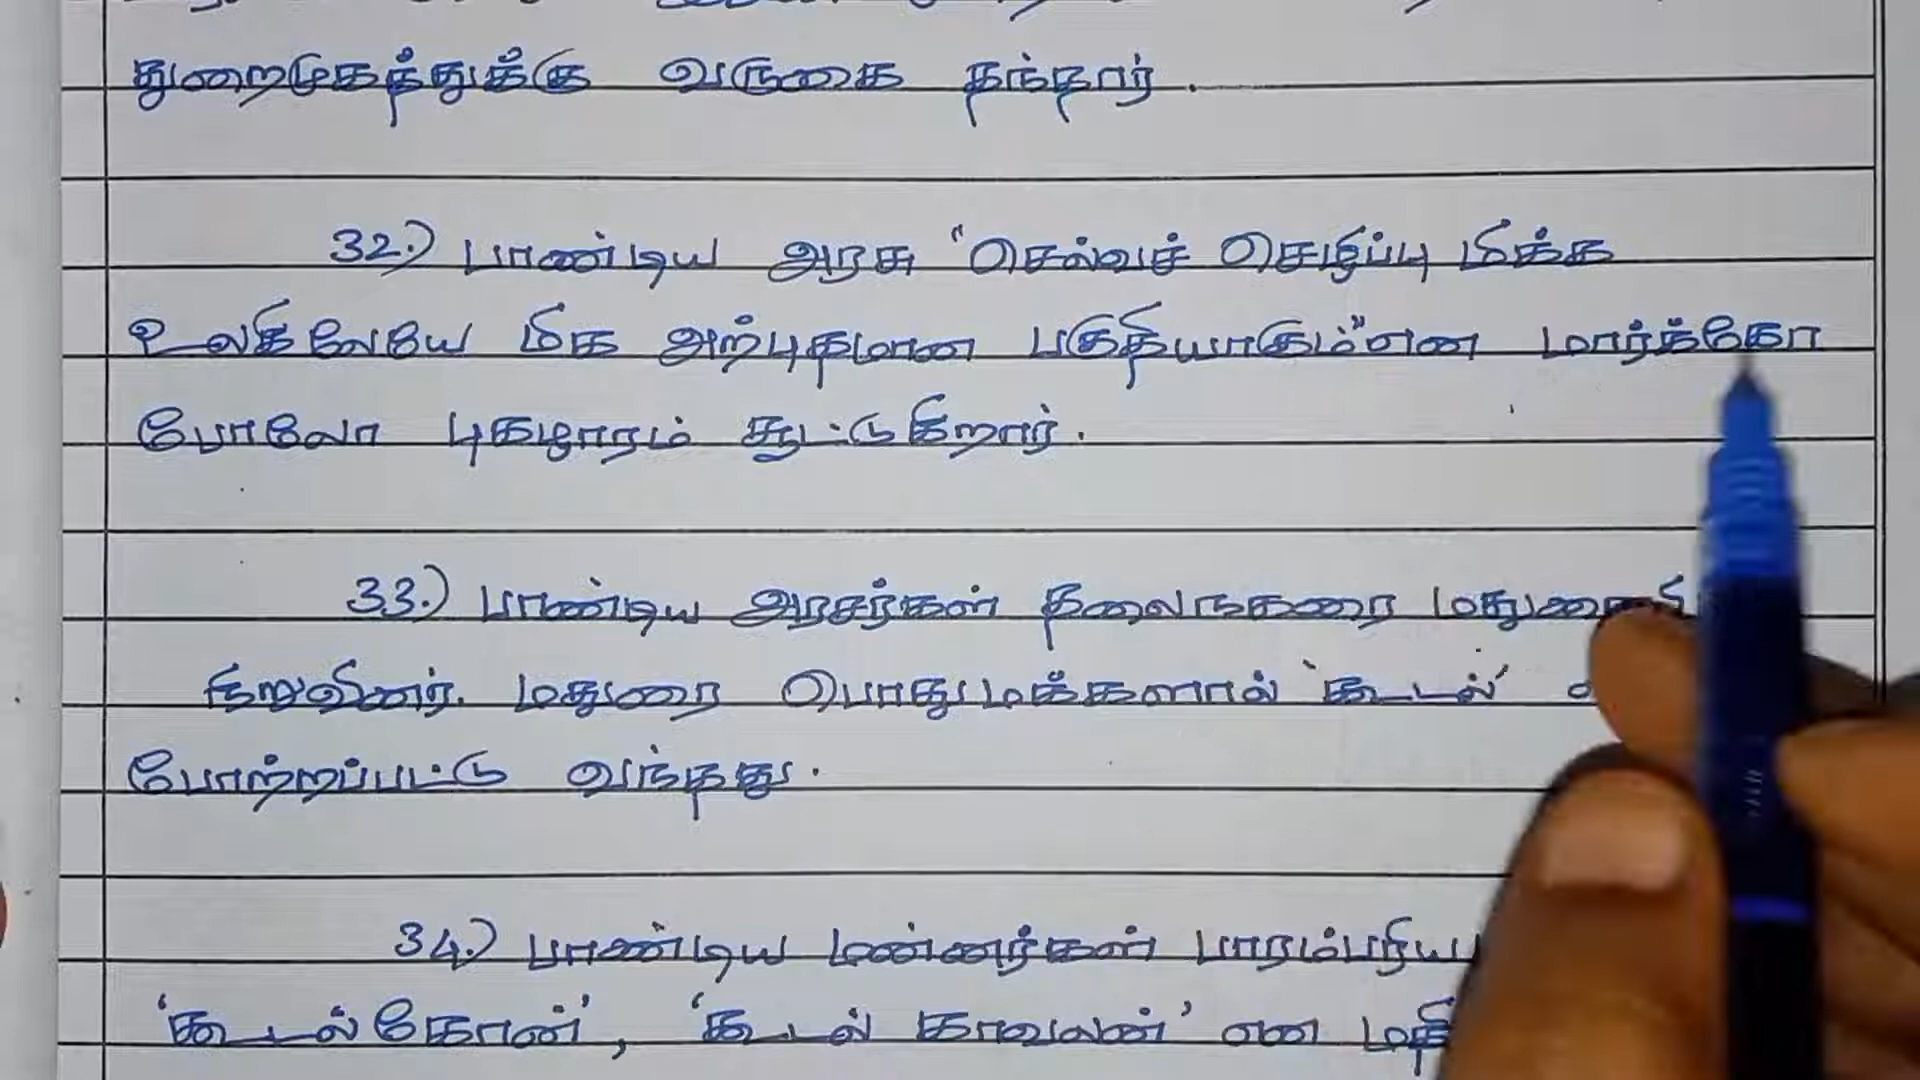 துறைமுகத்துக்கு வருகை தந்தார்.
32.) பாண்டிய அரசு "செல்வச் செழிப்பு மிக்க
உலகிலேயே மிக அற்புதமான பகுதியாகும்" என மார்க்கோ
போலோ புகழாரம் சூட்டுகிறார்.
33.) பாண்டிய அரசர்கள் தலைநகரை
நிறுவினர். மதுரை பொதுமக்களால் 'கூடல்'
போற்றப்பட்டு வந்தது.
34.) பாண்டிய மன்னர்கள் பாரம்பரிய
'கூடல்கோன்', 'கூடல் காவலன்' என